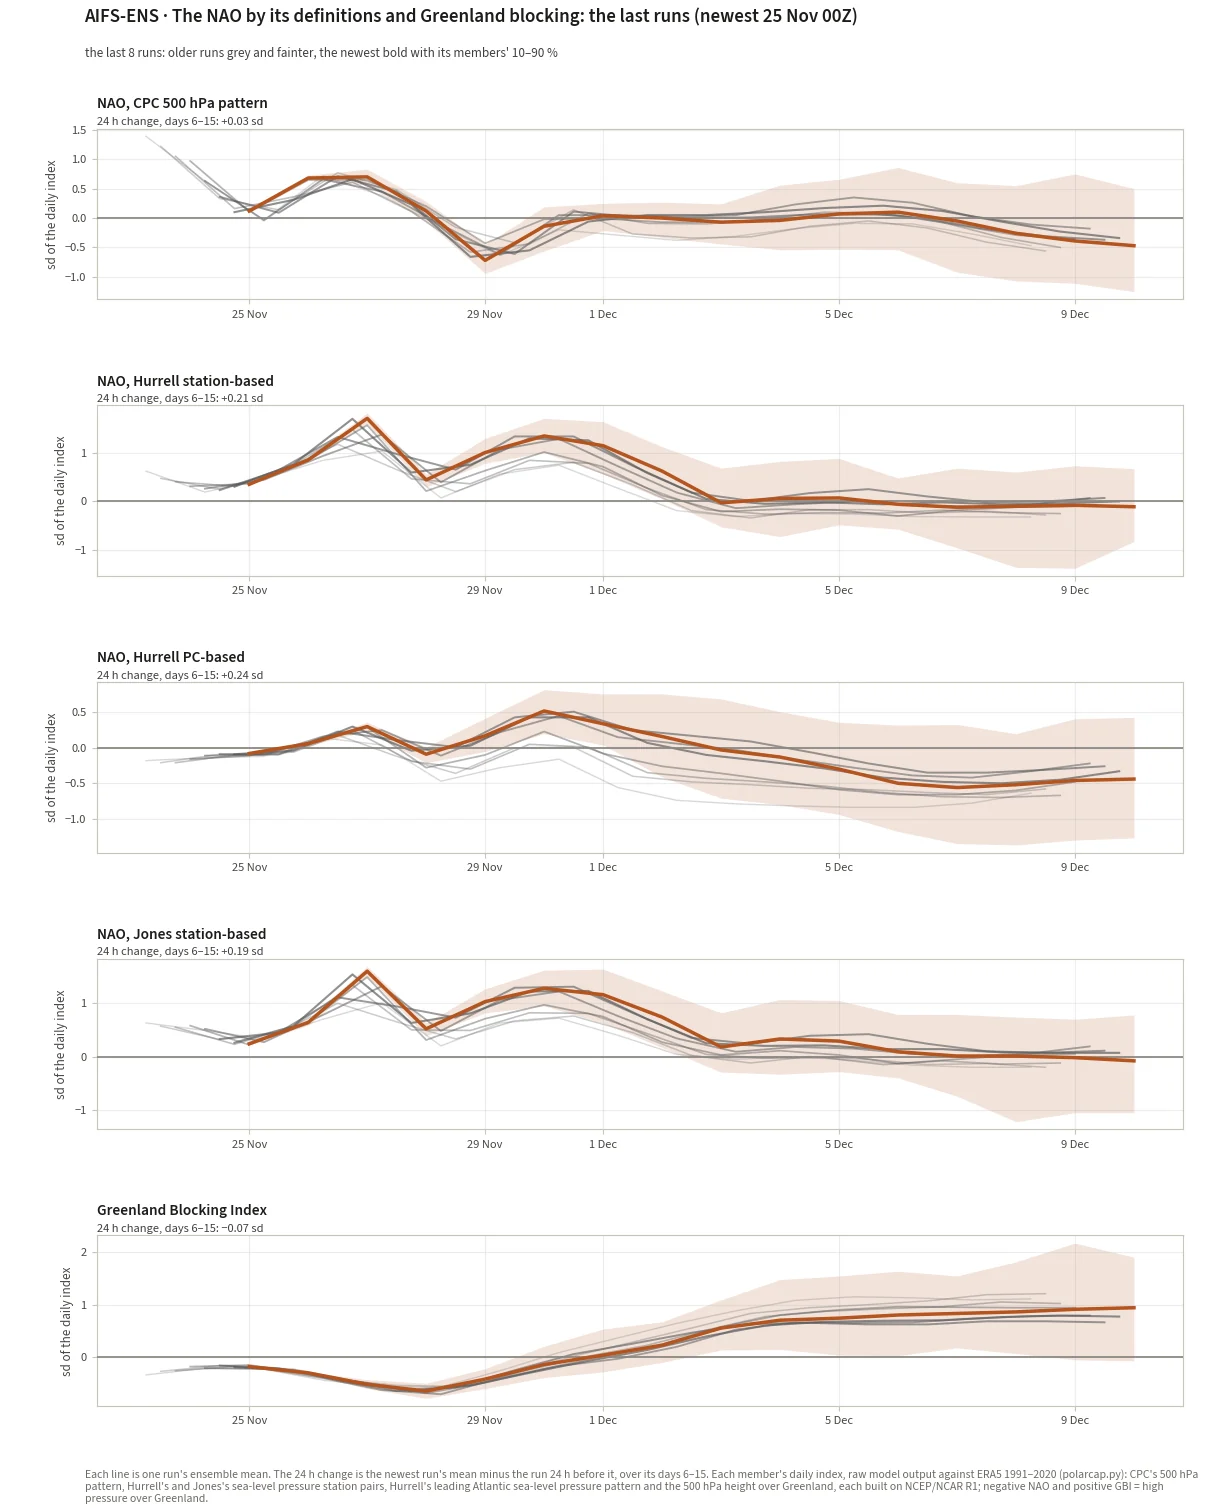 AIFS-ENS · The NAO by its definitions and Greenland blocking: the last runs (newest 25 Nov 00Z)
the last 8 runs: older runs grey and fainter, the newest bold with its members' 10–90 %
NAO, CPC 500 hPa pattern
24 h change, days 6–15: +0.03 sd
sd of the daily index
1.5
1.0
0.5
0.0
−0.5
−1.0
25 Nov
29 Nov
1 Dec
5 Dec
9 Dec
NAO, Hurrell station-based
24 h change, days 6–15: +0.21 sd
sd of the daily index
1
0
−1
25 Nov
29 Nov
1 Dec
5 Dec
9 Dec
NAO, Hurrell PC-based
24 h change, days 6–15: +0.24 sd
sd of the daily index
0.5
0.0
−0.5
−1.0
25 Nov
29 Nov
1 Dec
5 Dec
9 Dec
NAO, Jones station-based
24 h change, days 6–15: +0.19 sd
sd of the daily index
1
0
−1
25 Nov
29 Nov
1 Dec
5 Dec
9 Dec
Greenland Blocking Index
24 h change, days 6–15: −0.07 sd
sd of the daily index
2
1
0
25 Nov
29 Nov
1 Dec
5 Dec
9 Dec
Each line is one run's ensemble mean. The 24 h change is the newest run's mean minus the run 24 h before it, over its days 6–15. Each member's daily index, raw model output against ERA5 1991–2020 (polarcap.py): CPC's 500 hPa
pattern, Hurrell's and Jones's sea-level pressure station pairs, Hurrell's leading Atlantic sea-level pressure pattern and the 500 hPa height over Greenland, each built on NCEP/NCAR R1; negative NAO and positive GBI = high
pressure over Greenland.